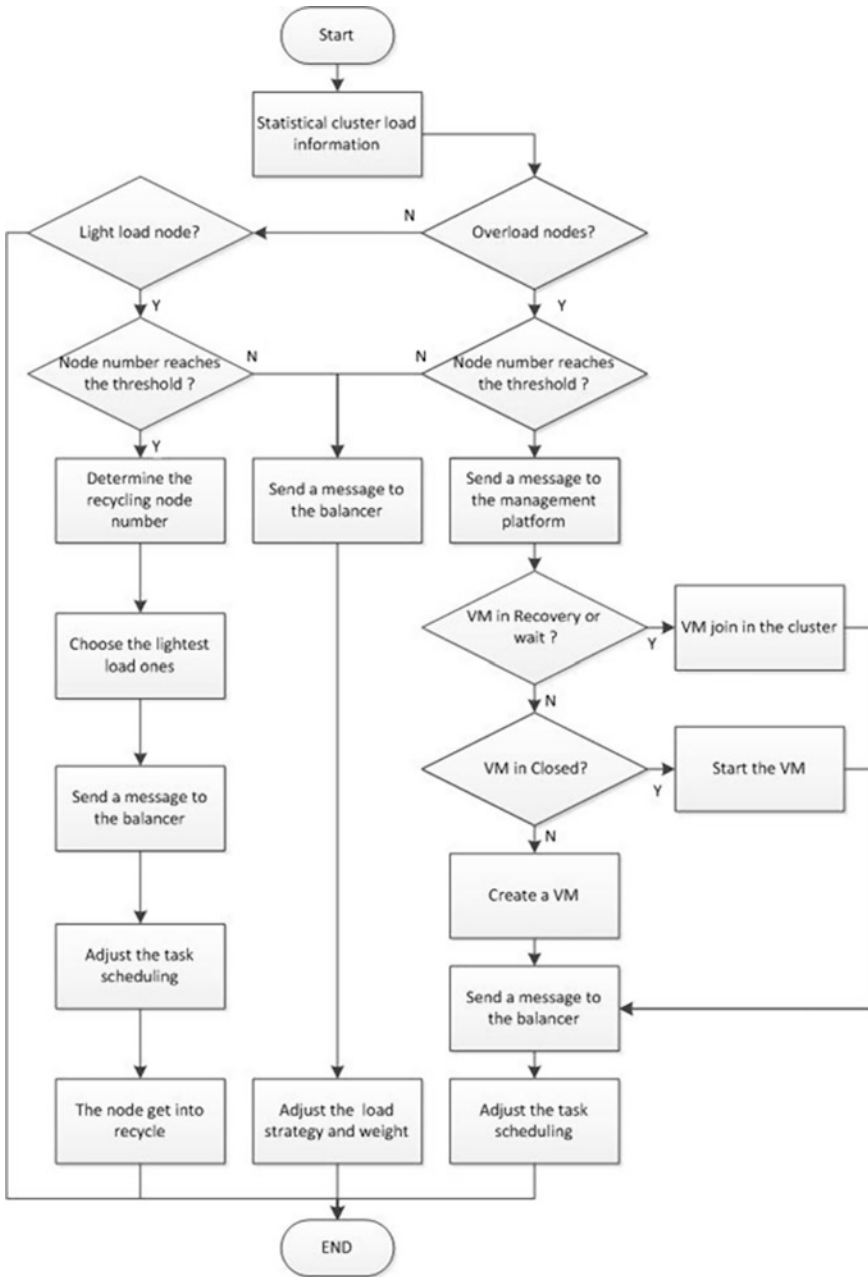 Start
Statistical cluster load
information
N
Light load node?
Overload nodes?
Y
Y
Node number reaches
the threshold ?
N
N
Node number reaches
the threshold ?
Y
Determine the
recycling node
number
Send a message to
the balancer
Send a message to
the management
platform
VM in Recovery or
wait ?
Y
VM join in the cluster
Choose the lightest
load ones
N
VM in Closed?
Y
Start the VM
Send a message to
the balancer
N
Create a VM
Adjust the task
scheduling
Send a message to
the balancer
The node get into
recycle
Adjust the load
strategy and weight
Adjust the task
scheduling
END